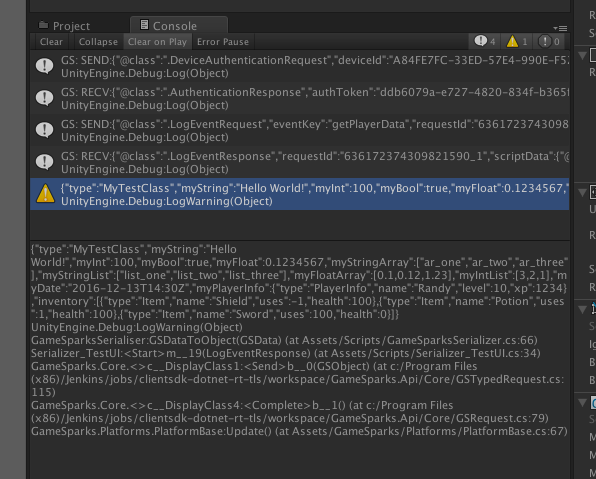 Project
Console
Clear Collapse Clear on Play Error Pause 4 1 0
GS: SEND:{"@class":".DeviceAuthenticationRequest","deviceId":"A84FE7FC-33ED-57E4-990E-F5
UnityEngine.Debug:Log(Object)
GS: RECV:{"@class":".AuthenticationResponse","authToken":"ddb6079a-e727-4820-834f-b365
UnityEngine.Debug:Log(Object)
GS: SEND:{"@class":".LogEventRequest","eventKey":"getPlayerData","requestId":"6361723743098
UnityEngine.Debug:Log(Object)
GS: RECV:{"@class":".LogEventResponse","requestId":"636172374309821590_1","scriptData":{"@
UnityEngine.Debug:Log(Object)
{"type":"MyTestClass","myString":"Hello World!","myInt":100,"myBool":true,"myFloat":0.1234567,"
UnityEngine.Debug:LogWarning(Object)
{"type":"MyTestClass","myString":"Hello
World!","myInt":100,"myBool":true,"myFloat":0.1234567,"myStringArray":["ar_one","ar_two","ar_three"
],"myStringList":["list_one","list_two","list_three"],"myFloatArray":[0.1,0.12,1.23],"myIntList":[3,2,1],"m
yDate":"2016-12-13T14:30Z","myPlayerInfo":{"type":"PlayerInfo","name":"Randy","level":10,"xp":1234}
,"inventory":[{"type":"Item","name":"Shield","uses":-1,"health":100},{"type":"Item","name":"Potion","uses"
:1,"health":100},{"type":"Item","name":"Sword","uses":100,"health":0}]}
UnityEngine.Debug:LogWarning(Object)
GameSparksSerialiser:GSDataToObject(GSData) (at Assets/Scripts/GameSparksSerializer.cs:66)
Serializer_TestUI:<Start>m__19(LogEventResponse) (at Assets/Scripts/Serializer_TestUI.cs:34)
GameSparks.Core.<>c__DisplayClass1:<Send>b__0(GSObject) (at c:/Program Files
(x86)/Jenkins/jobs/clientsdk-dotnet-rt-tls/workspace/GameSparks.Api/Core/GSTypedRequest.cs:
115)
GameSparks.Core.<>c__DisplayClass4:<Complete>b__1() (at c:/Program Files
(x86)/Jenkins/jobs/clientsdk-dotnet-rt-tls/workspace/GameSparks.Api/Core/GSRequest.cs:79)
GameSparks.Platforms.PlatformBase:Update() (at Assets/GameSparks/Platforms/PlatformBase.cs:67)